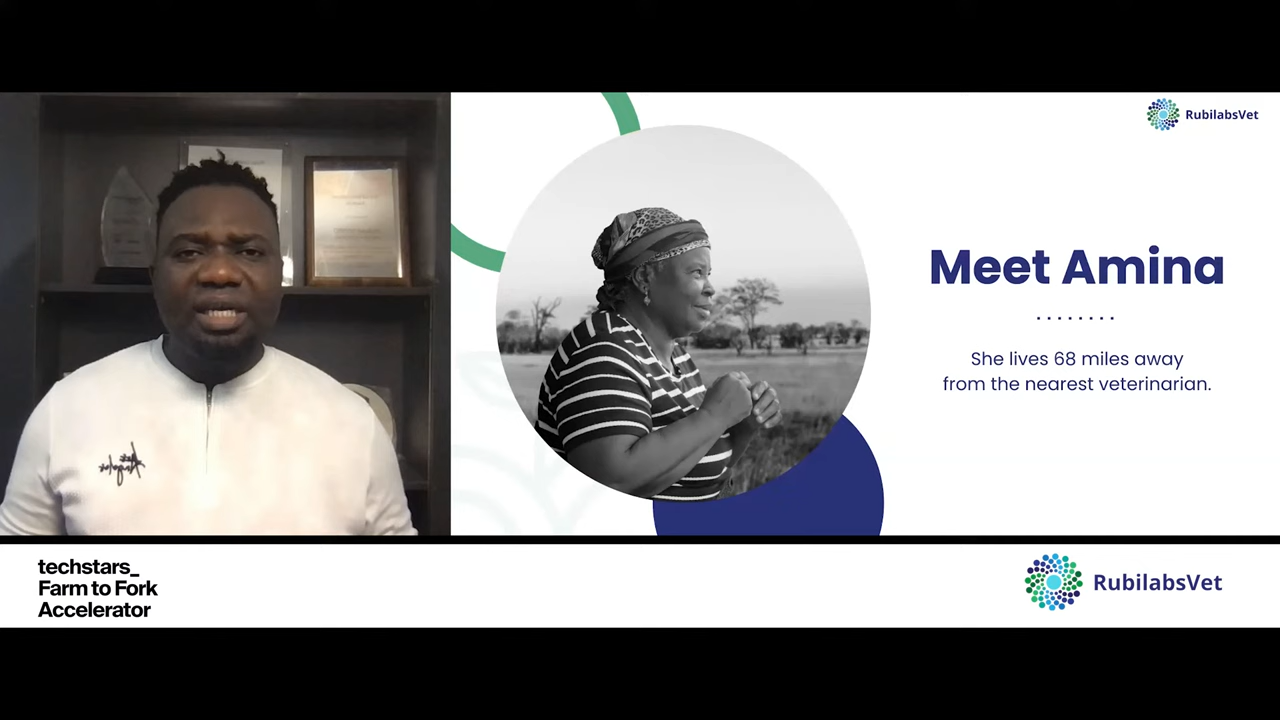 RubilabsVet
Meet Amina
She lives 68 miles away
from the nearest veterinarian.
techstars_
Farm to Fork
Accelerator
RubilabsVet